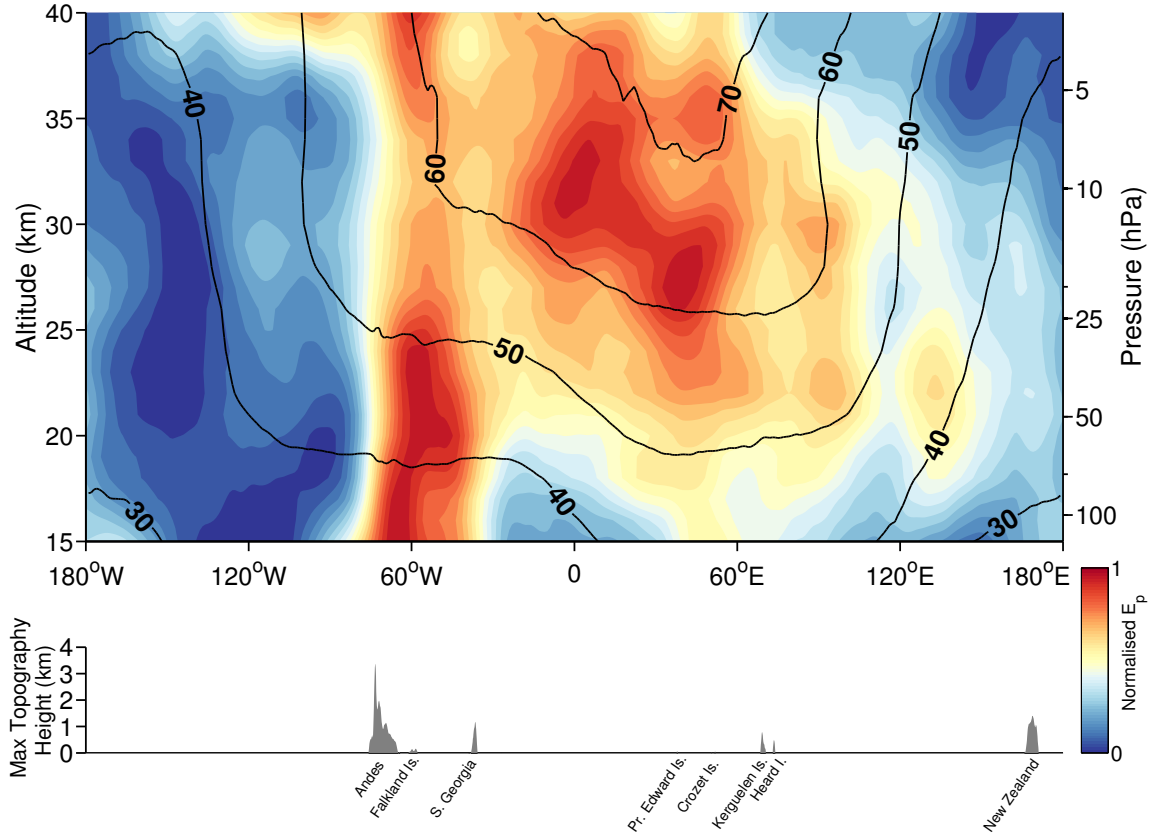 40
35
30
25
20
15
Altitude (km)
5
10
25
50
100
Pressure (hPa)
40
60
70
60
50
50
40
40
30
30
180°W
120°W
60°W
0
60°E
120°E
180°E
1
0
Normalised Ep
Max Topography
Height (km)
4
3
2
1
0
Andes
Falkland Is.
S. Georgia
Pr. Edward Is.
Crozet Is.
Kerguelen Is.
Heard I.
New Zealand